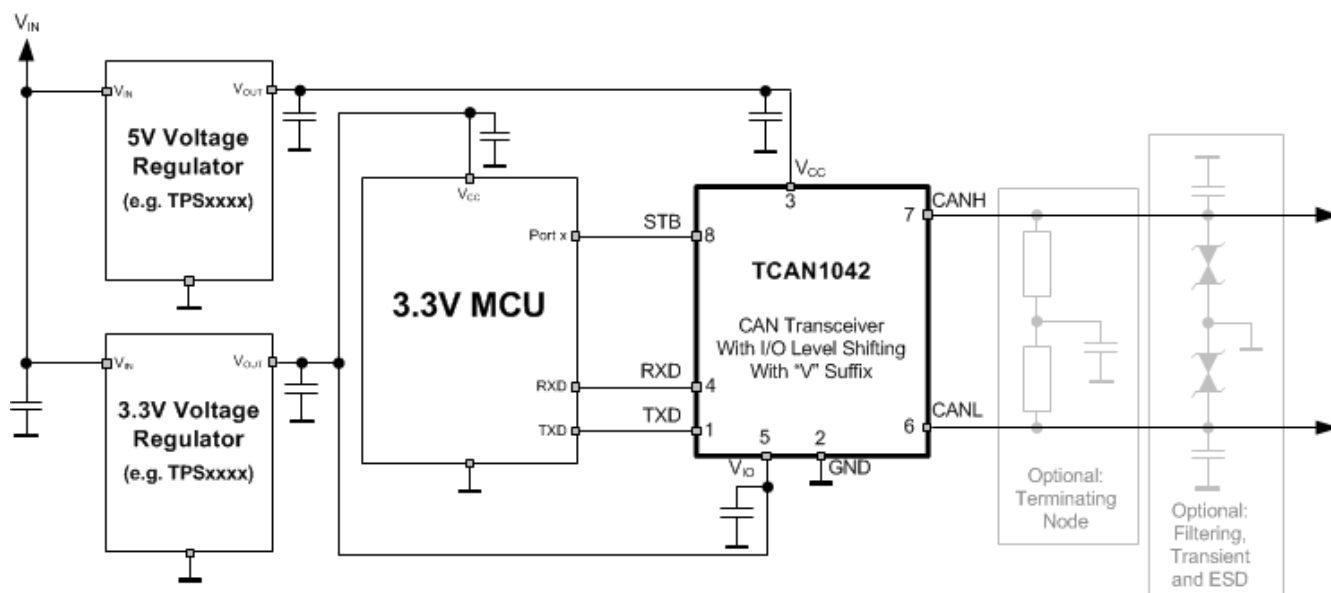 VIN
VIN
VOUT
5V Voltage
Regulator
(e.g. TPSxxxx)
VIN
VOUT
3.3V Voltage
Regulator
(e.g. TPSxxxx)
VCC
Port x
3.3V MCU
RXD
TXD
STB
RXD
TXD
VCC
3
8
7
TCAN1042
CAN Transceiver
With I/O Level Shifting
With "V" Suffix
4
1
5
2
6
VIO
GND
CANH
CANL
Optional:
Terminating
Node
Optional:
Filtering,
Transient
and ESD